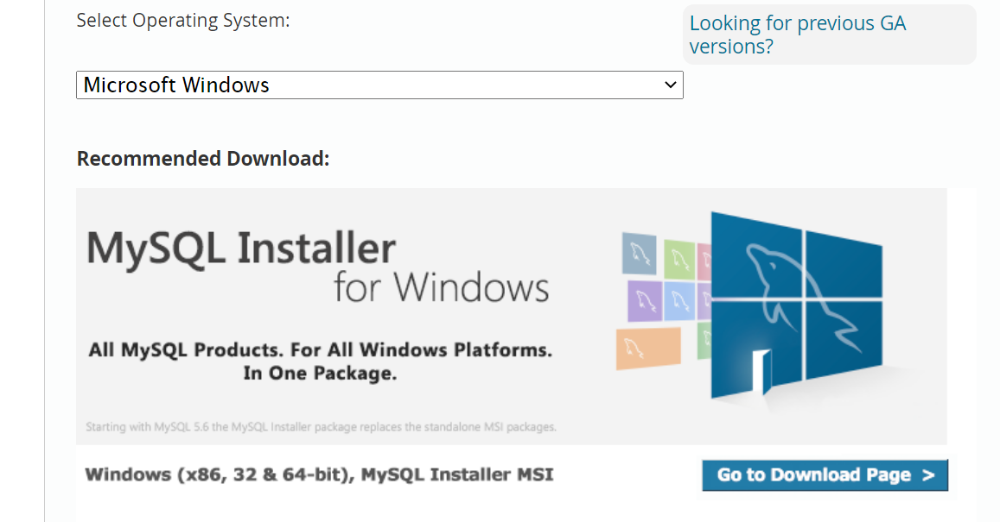 Select Operating System:
Looking for previous GA
versions?
Microsoft Windows
Recommended Download:
MySQL Installer
for Windows
All MySQL Products. For All Windows Platforms.
In One Package.
Starting with MySQL 5.6 the MySQL Installer package replaces the standalone MSI packages.
Windows (x86, 32 & 64-bit), MySQL Installer MSI
Go to Download Page >